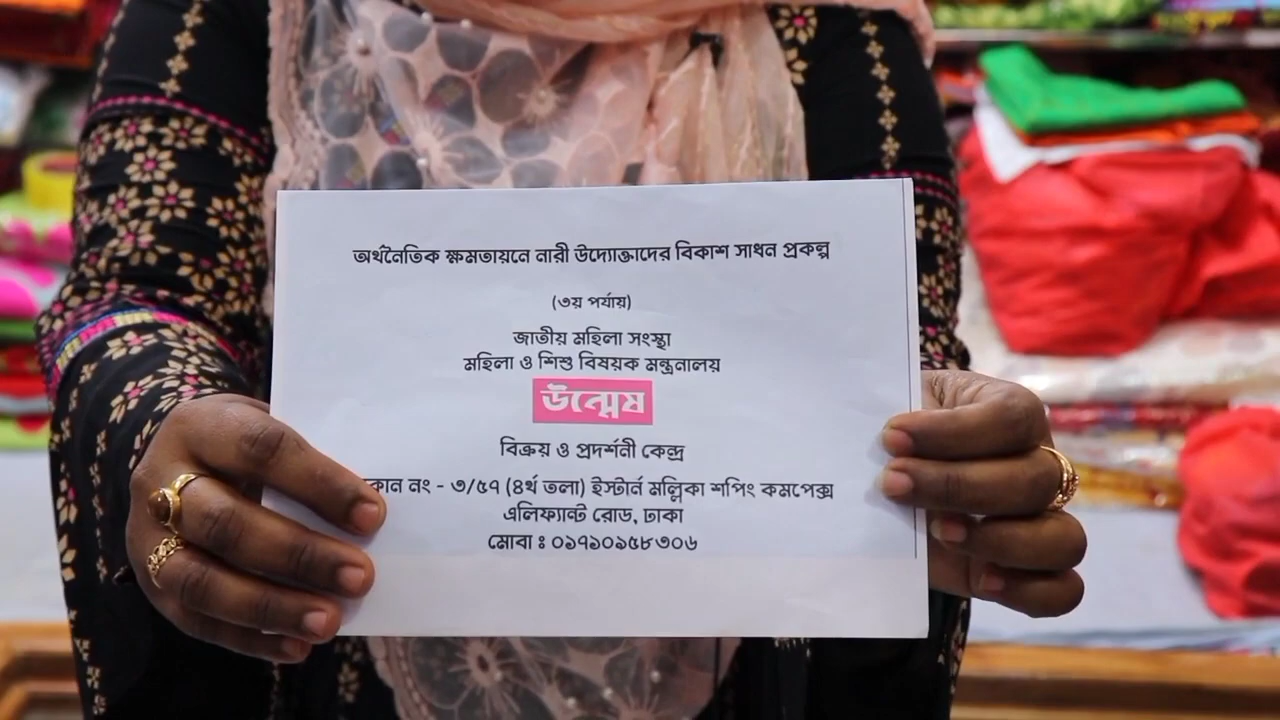 অর্থনৈতিক ক্ষমতায়নে নারী উদ্যোক্তাদের বিকাশ সাধন প্রকল্প
(৩য় পর্যায়)
জাতীয় মহিলা সংস্থা
মহিলা ও শিশু বিষয়ক মন্ত্রনালয়
উন্মেষ
বিক্রয় ও প্রদর্শনী কেন্দ্র
নং - ৩/৫৭ (৪র্থ তলা) ইস্টার্ন মল্লিকা শপিং কমপেক্স
এলিফ্যান্ট রোড, ঢাকা
মোবা ঃ ০১৭১০১৫৮৩০৬